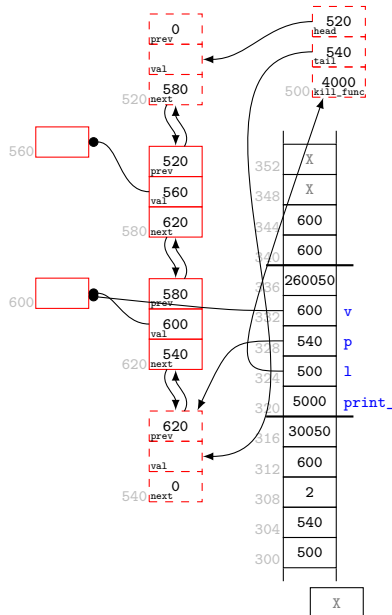 0
prev
val
580
520 next
520
head
540
tail
4000
500 kill_func
560
520
prev
560
val
620
580 next
600
580
prev
600
val
540
620 next
620
prev
val
0
540 next
352 X
348 X
344 600
340 600
336 260050
332 600 v
328 540 p
324 500 l
320 5000 print_
316 30050
312 600
308 2
304 540
300 500
X